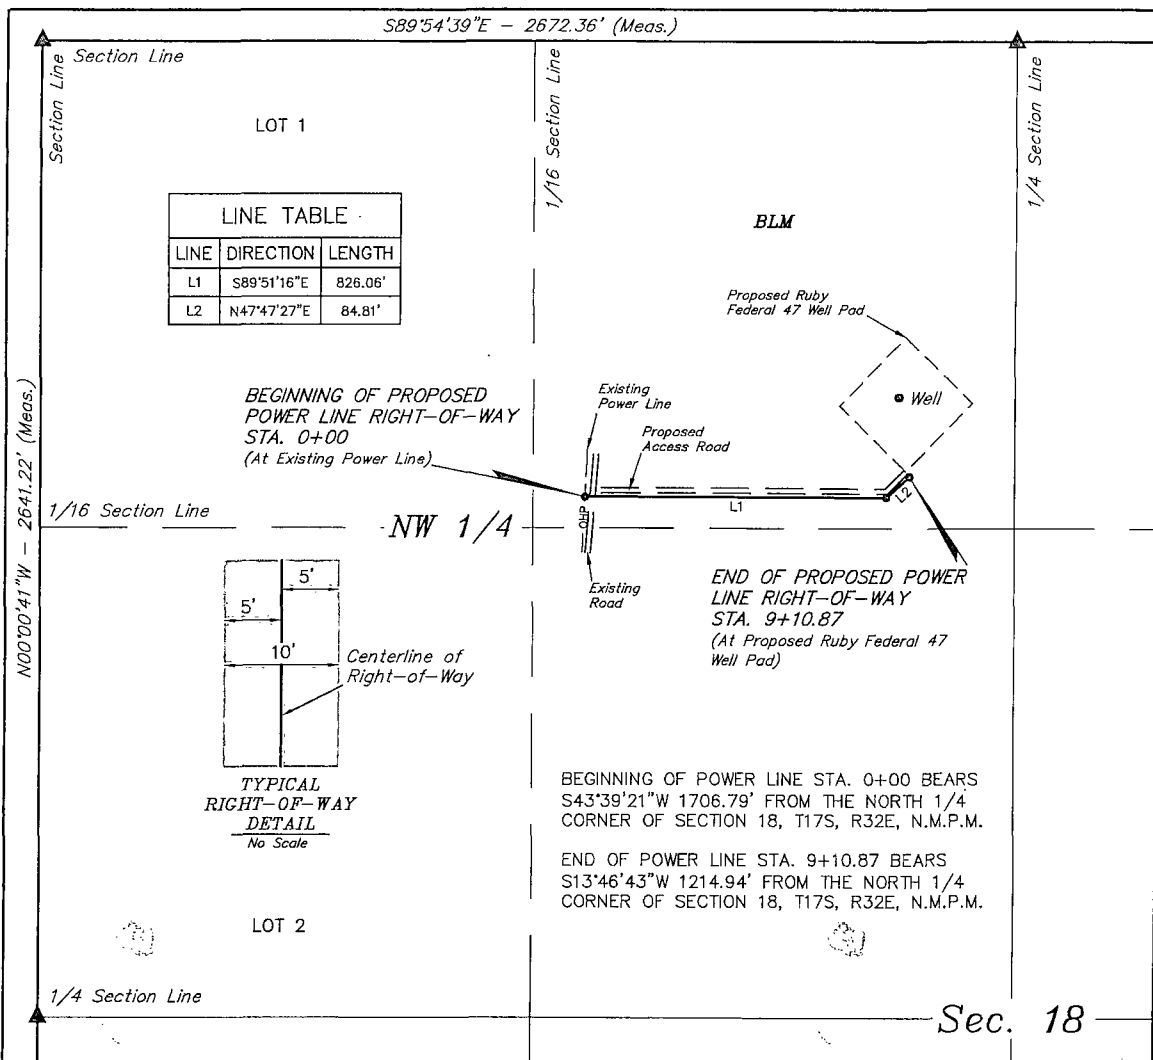 S89°54'39"E - 2672.36' (Meas.)
Section Line
Section Line
1/16 Section Line
1/4 Section Line
LOT 1
BLM
LINE TABLE
LINE DIRECTION LENGTH
L1 S89°51'16"E 826.06'
L2 N47°47'27"E 84.81'
Proposed Ruby
Federal 47 Well Pad
Well
BEGINNING OF PROPOSED
POWER LINE RIGHT-OF-WAY
STA. 0+00
(At Existing Power Line)
Existing
Power Line
Proposed
Access Road
N00°00'41"W - 2641.22' (Meas.)
1/16 Section Line
NW 1/4
OHP
L1
L2
Existing
Road
END OF PROPOSED POWER
LINE RIGHT-OF-WAY
STA. 9+10.87
(At Proposed Ruby Federal 47
Well Pad)
5'
5'
10'
Centerline of
Right-of-Way
TYPICAL
RIGHT-OF-WAY
DETAIL
No Scale
BEGINNING OF POWER LINE STA. 0+00 BEARS
S43°39'21"W 1706.79' FROM THE NORTH 1/4
CORNER OF SECTION 18, T17S, R32E, N.M.P.M.
END OF POWER LINE STA. 9+10.87 BEARS
S13°46'43"W 1214.94' FROM THE NORTH 1/4
CORNER OF SECTION 18, T17S, R32E, N.M.P.M.
LOT 2
1/4 Section Line
Sec. 18